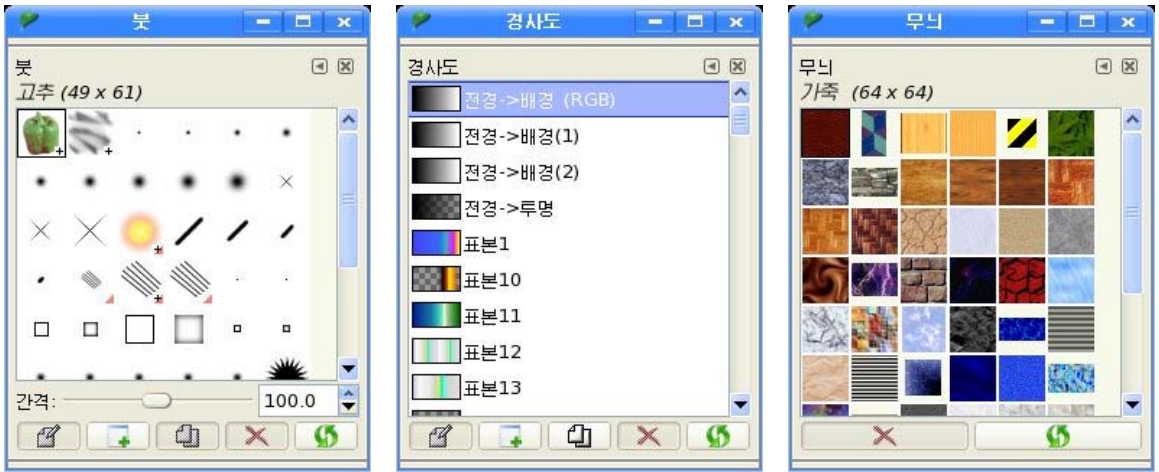 붓
붓
고추 (49 x 61)
간격:
100.0
경사도
경사도
전경->배경 (RGB)
전경->배경(1)
전경->배경(2)
전경->투명
표본1
표본10
표본11
표본12
표본13
무늬
무늬
가죽 (64 x 64)